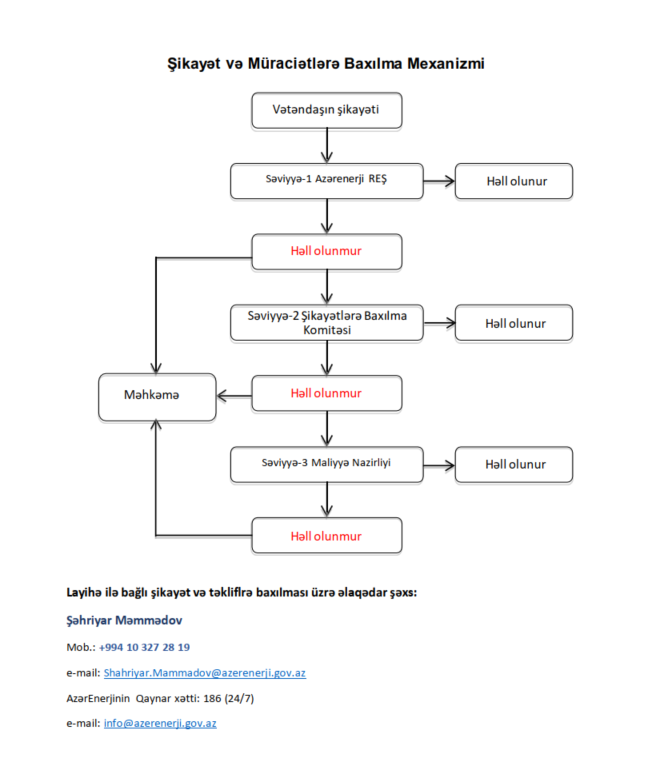 Şikayət və Müraciətlərə Baxılma Mexanizmi
Vətəndaşın şikayəti
Səviyyə-1 Azərenerji REŞ
Həll olunur
Həll olunmur
Səviyyə-2 Şikayətlərə Baxılma
Komitəsi
Həll olunur
Məhkəmə
Həll olunmur
Səviyyə-3 Maliyyə Nazirliyi
Həll olunur
Həll olunmur
Layihə ilə bağlı şikayət və təkliflrə baxılması üzrə əlaqədar şəxs:
Şəhriyar Məmmədov
Mob.: +994 10 327 28 19
e-mail: Shahriyar.Mammadov@azerenerji.gov.az
AzərEnerjinin Qaynar xətti: 186 (24/7)
e-mail: info@azerenerji.gov.az